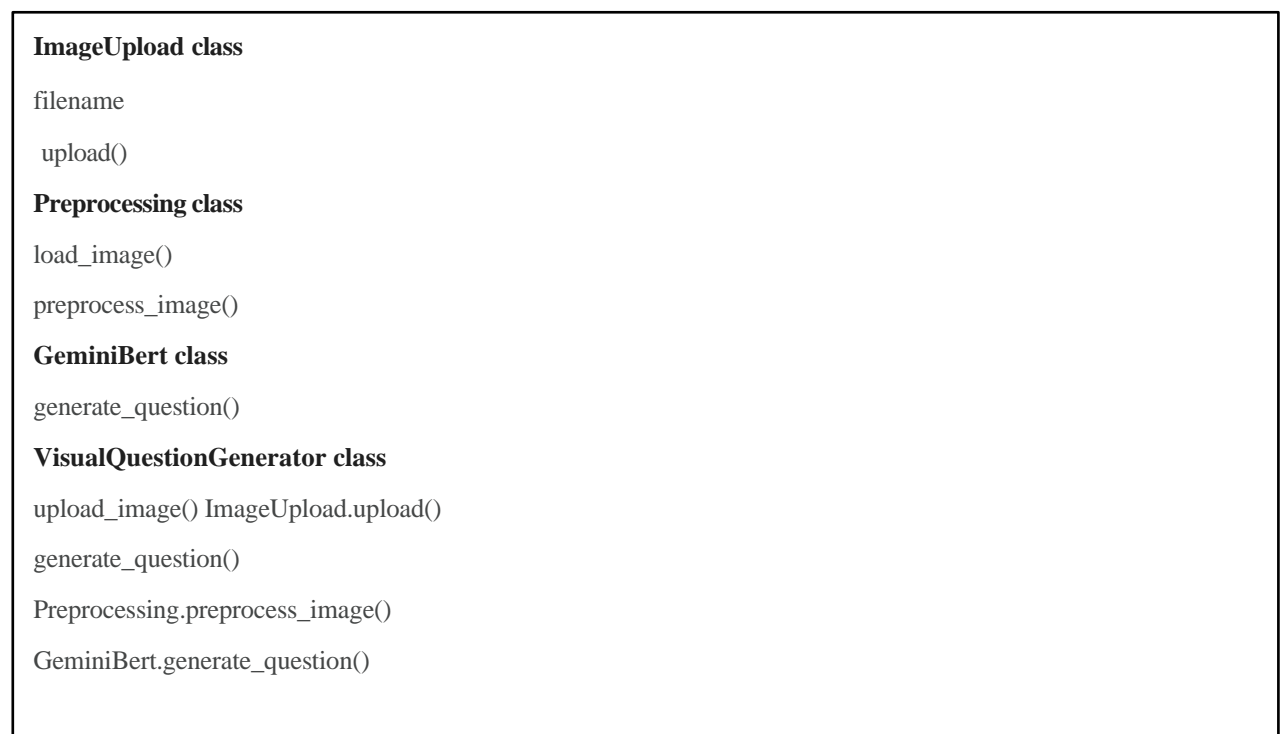 ImageUpload class
filename
upload()
Preprocessing class
load_image()
preprocess_image()
GeminiBert class
generate_question()
VisualQuestionGenerator class
upload_image() ImageUpload.upload()
generate_question()
Preprocessing.preprocess_image()
GeminiBert.generate_question()